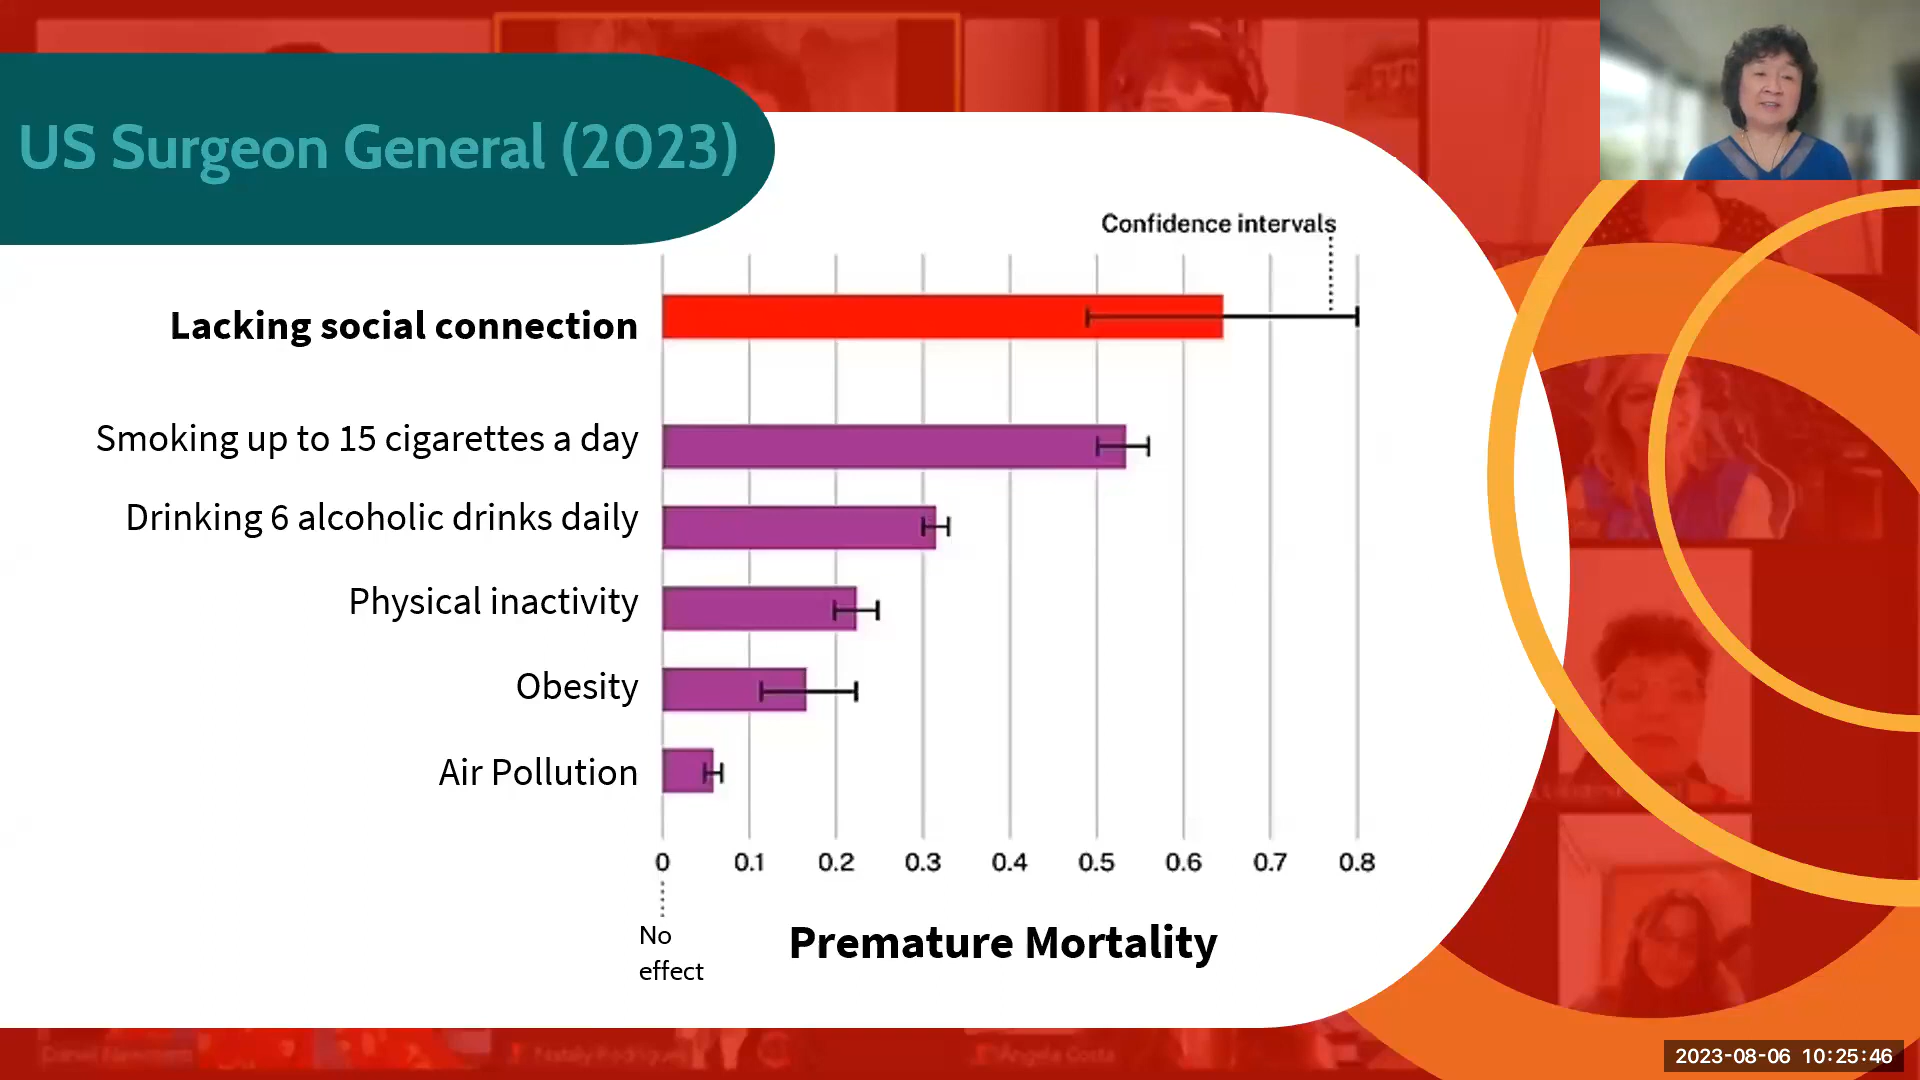 US Surgeon General (2023)
Confidence intervals
Lacking social connection
Smoking up to 15 cigarettes a day
Drinking 6 alcoholic drinks daily
Physical inactivity
Obesity
Air Pollution
0 0.1 0.2 0.3 0.4 0.5 0.6 0.7 0.8
No
effect
Premature Mortality
Angela Costa
2023-08-06 10:25:46